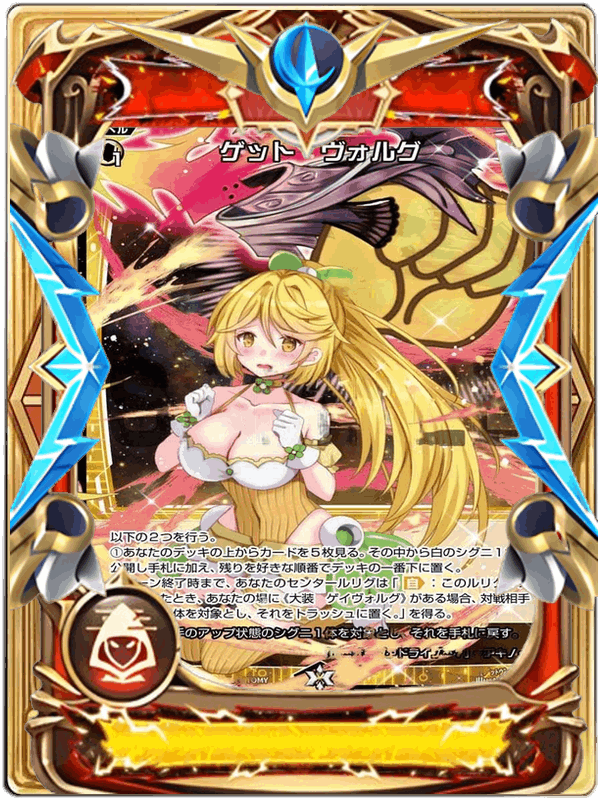 ベル
ゲット ヴォルグ
以下の2つを行う。
①あなたのデッキの上からカードを5枚見る。その中から白のシグニ1
公開し手札に加え、残りを好きな順番でデッキの一番下に置く。
ーン終了時まで、あなたのセンタールリグは「自:このルリグ
たとき、あなたの場に《大装 ゲイヴォルグ》がある場合、対戦相手
体を対象とし、それをトラッシュに置く。」を得る。
のアップ状態のシグニ1体を対象とし、それを手札に戻す。
ドライ
TOMY